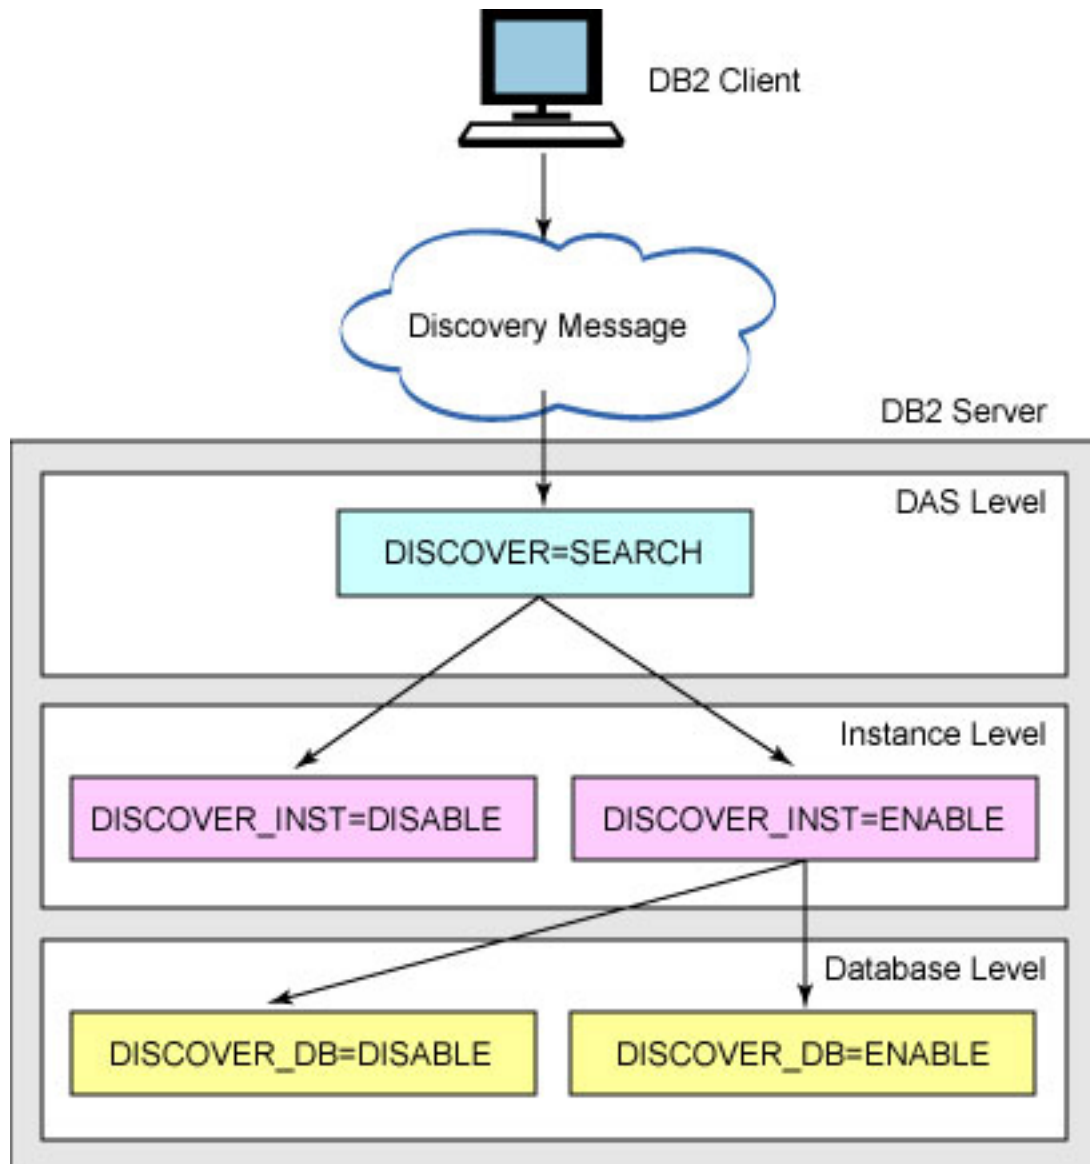 DB2 Client
Discovery Message
DB2 Server
DAS Level
DISCOVER=SEARCH
Instance Level
DISCOVER_INST=DISABLE
DISCOVER_INST=ENABLE
Database Level
DISCOVER_DB=DISABLE
DISCOVER_DB=ENABLE